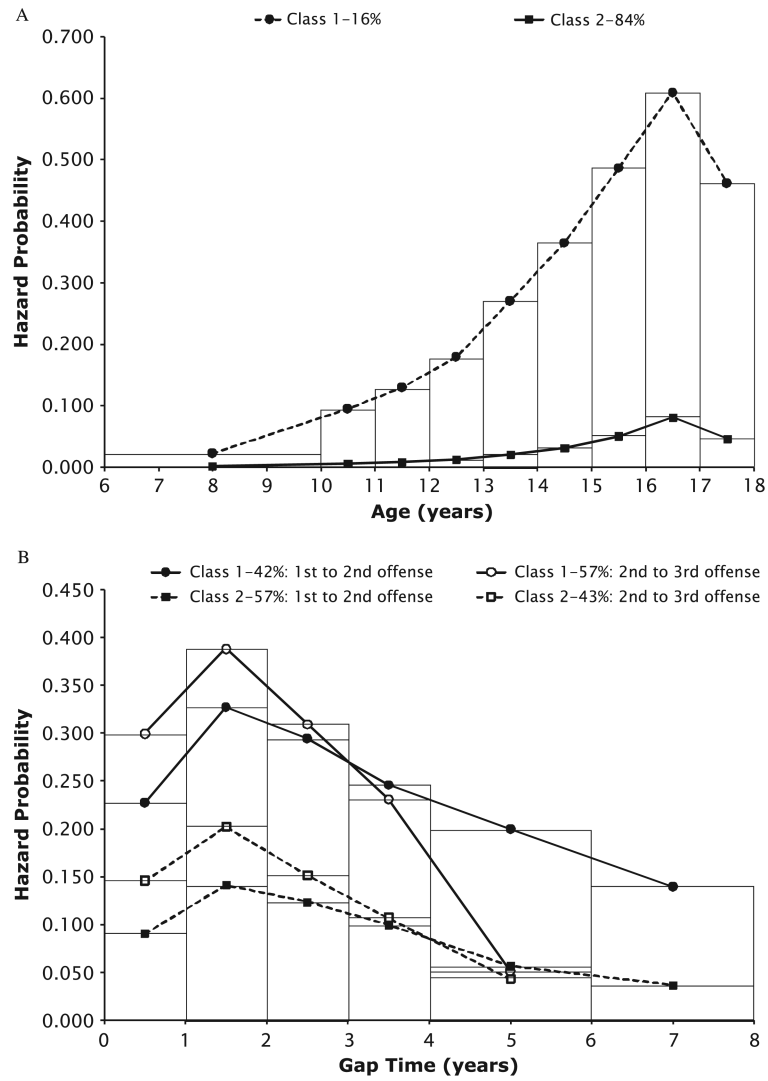 A
Class 1–16% Class 2–84%
0.700
0.600
0.500
0.400
0.300
0.200
0.100
0.000
Hazard Probability
6 7 8 9 10 11 12 13 14 15 16 17 18
Age (years)
B
Class 1–42%: 1st to 2nd offense Class 1–57%: 2nd to 3rd offense
Class 2–57%: 1st to 2nd offense Class 2–43%: 2nd to 3rd offense
0.450
0.400
0.350
0.300
0.250
0.200
0.150
0.100
0.050
0.000
Hazard Probability
0 1 2 3 4 5 6 7 8
Gap Time (years)